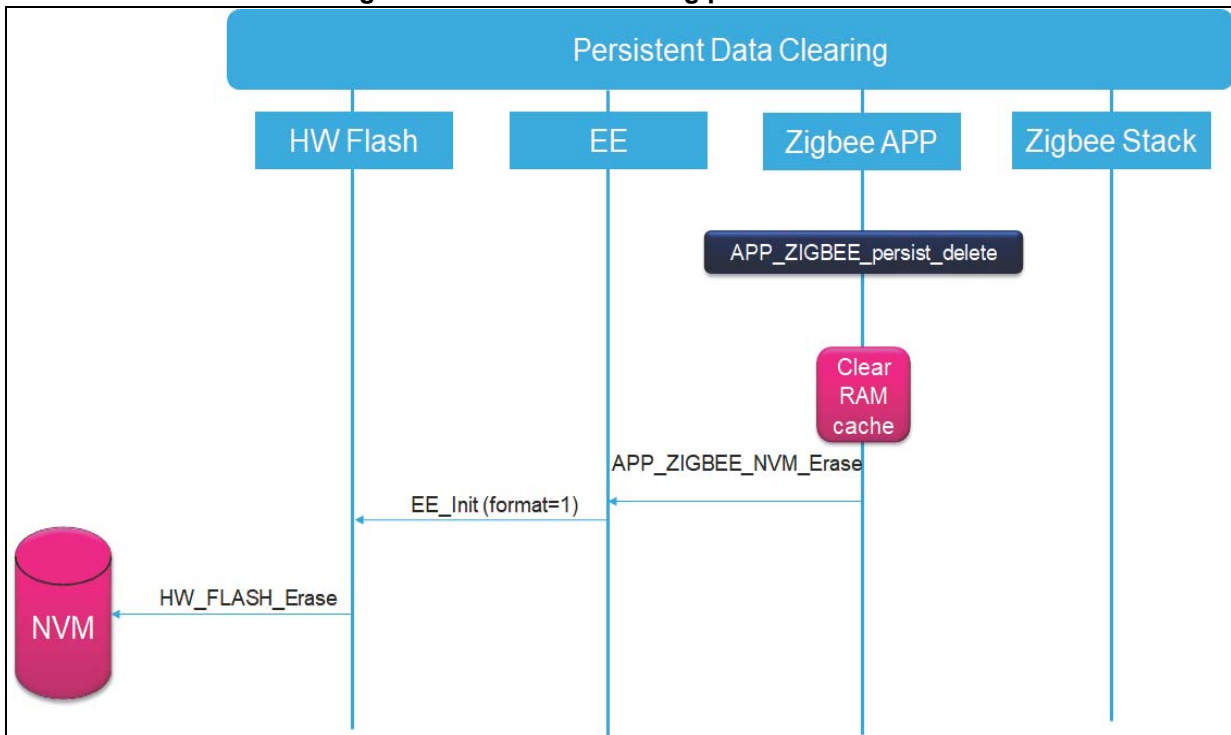 Persistent Data Clearing
HW Flash
EE
Zigbee APP
Zigbee Stack
APP_ZIGBEE_persist_delete
Clear
RAM
cache
APP_ZIGBEE_NVM_Erase
EE_Init (format=1)
HW_FLASH_Erase
NVM